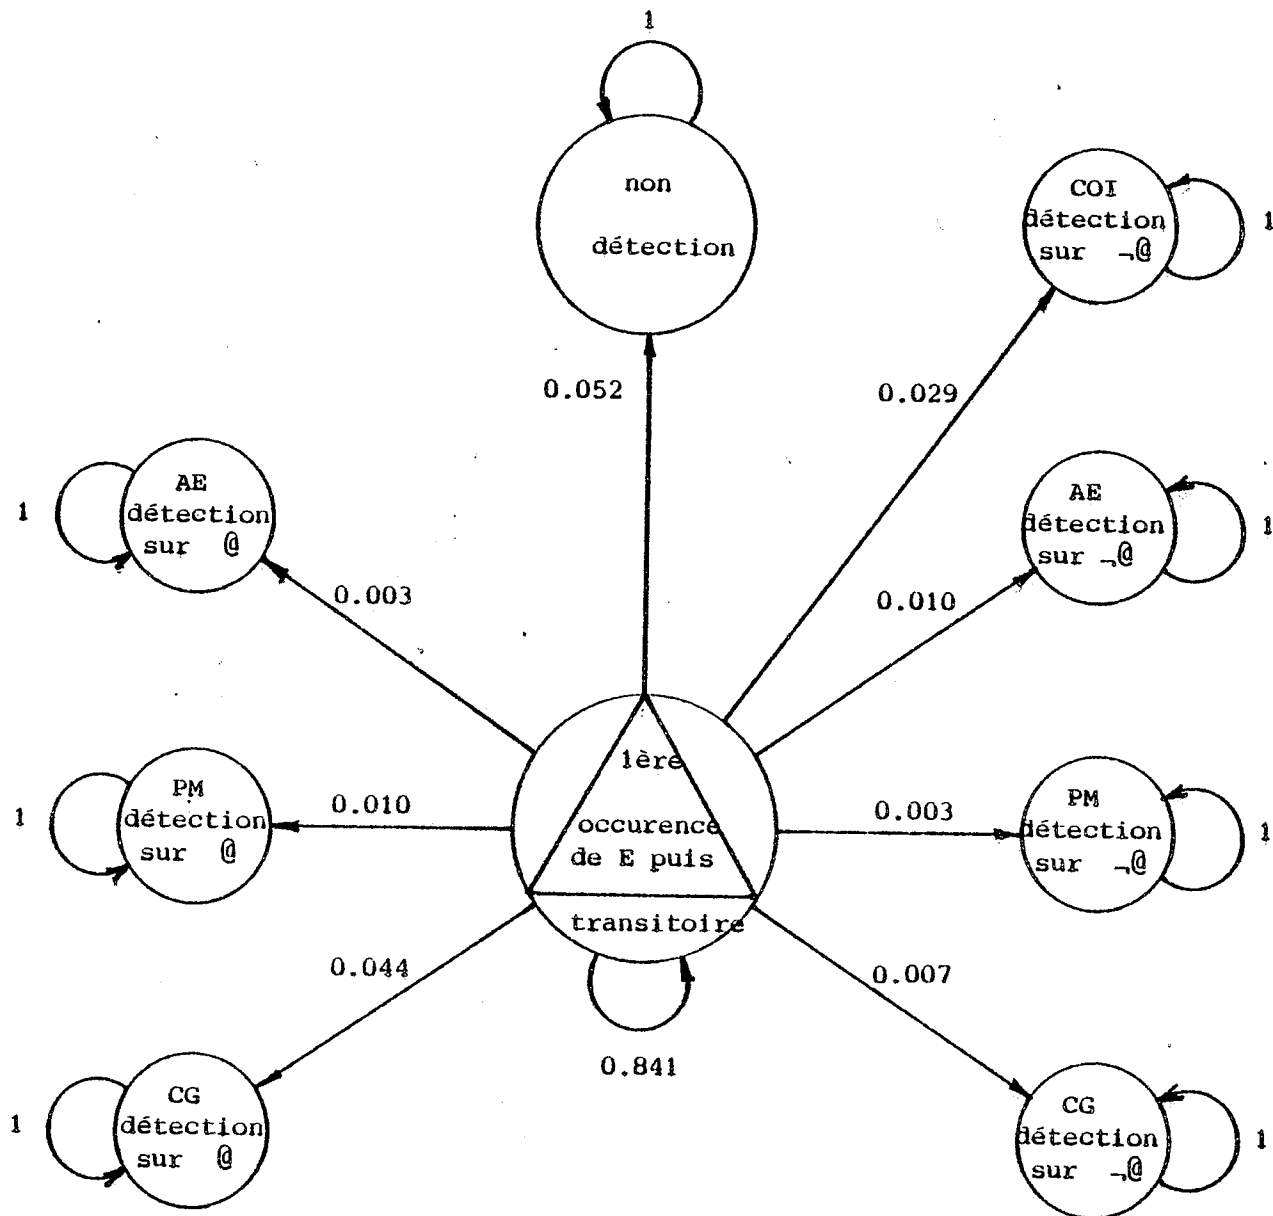 1
non
détection
COI
détection
sur ¬@
1
0.052
0.029
AE
détection
sur @
1
AE
détection
sur ¬@
1
0.003
0.010
1ère
occurence
de E puis
transitoire
PM
détection
sur @
1
0.010
0.003
PM
détection
sur ¬@
1
0.044
0.007
0.841
CG
détection
sur @
1
CG
détection
sur ¬@
1